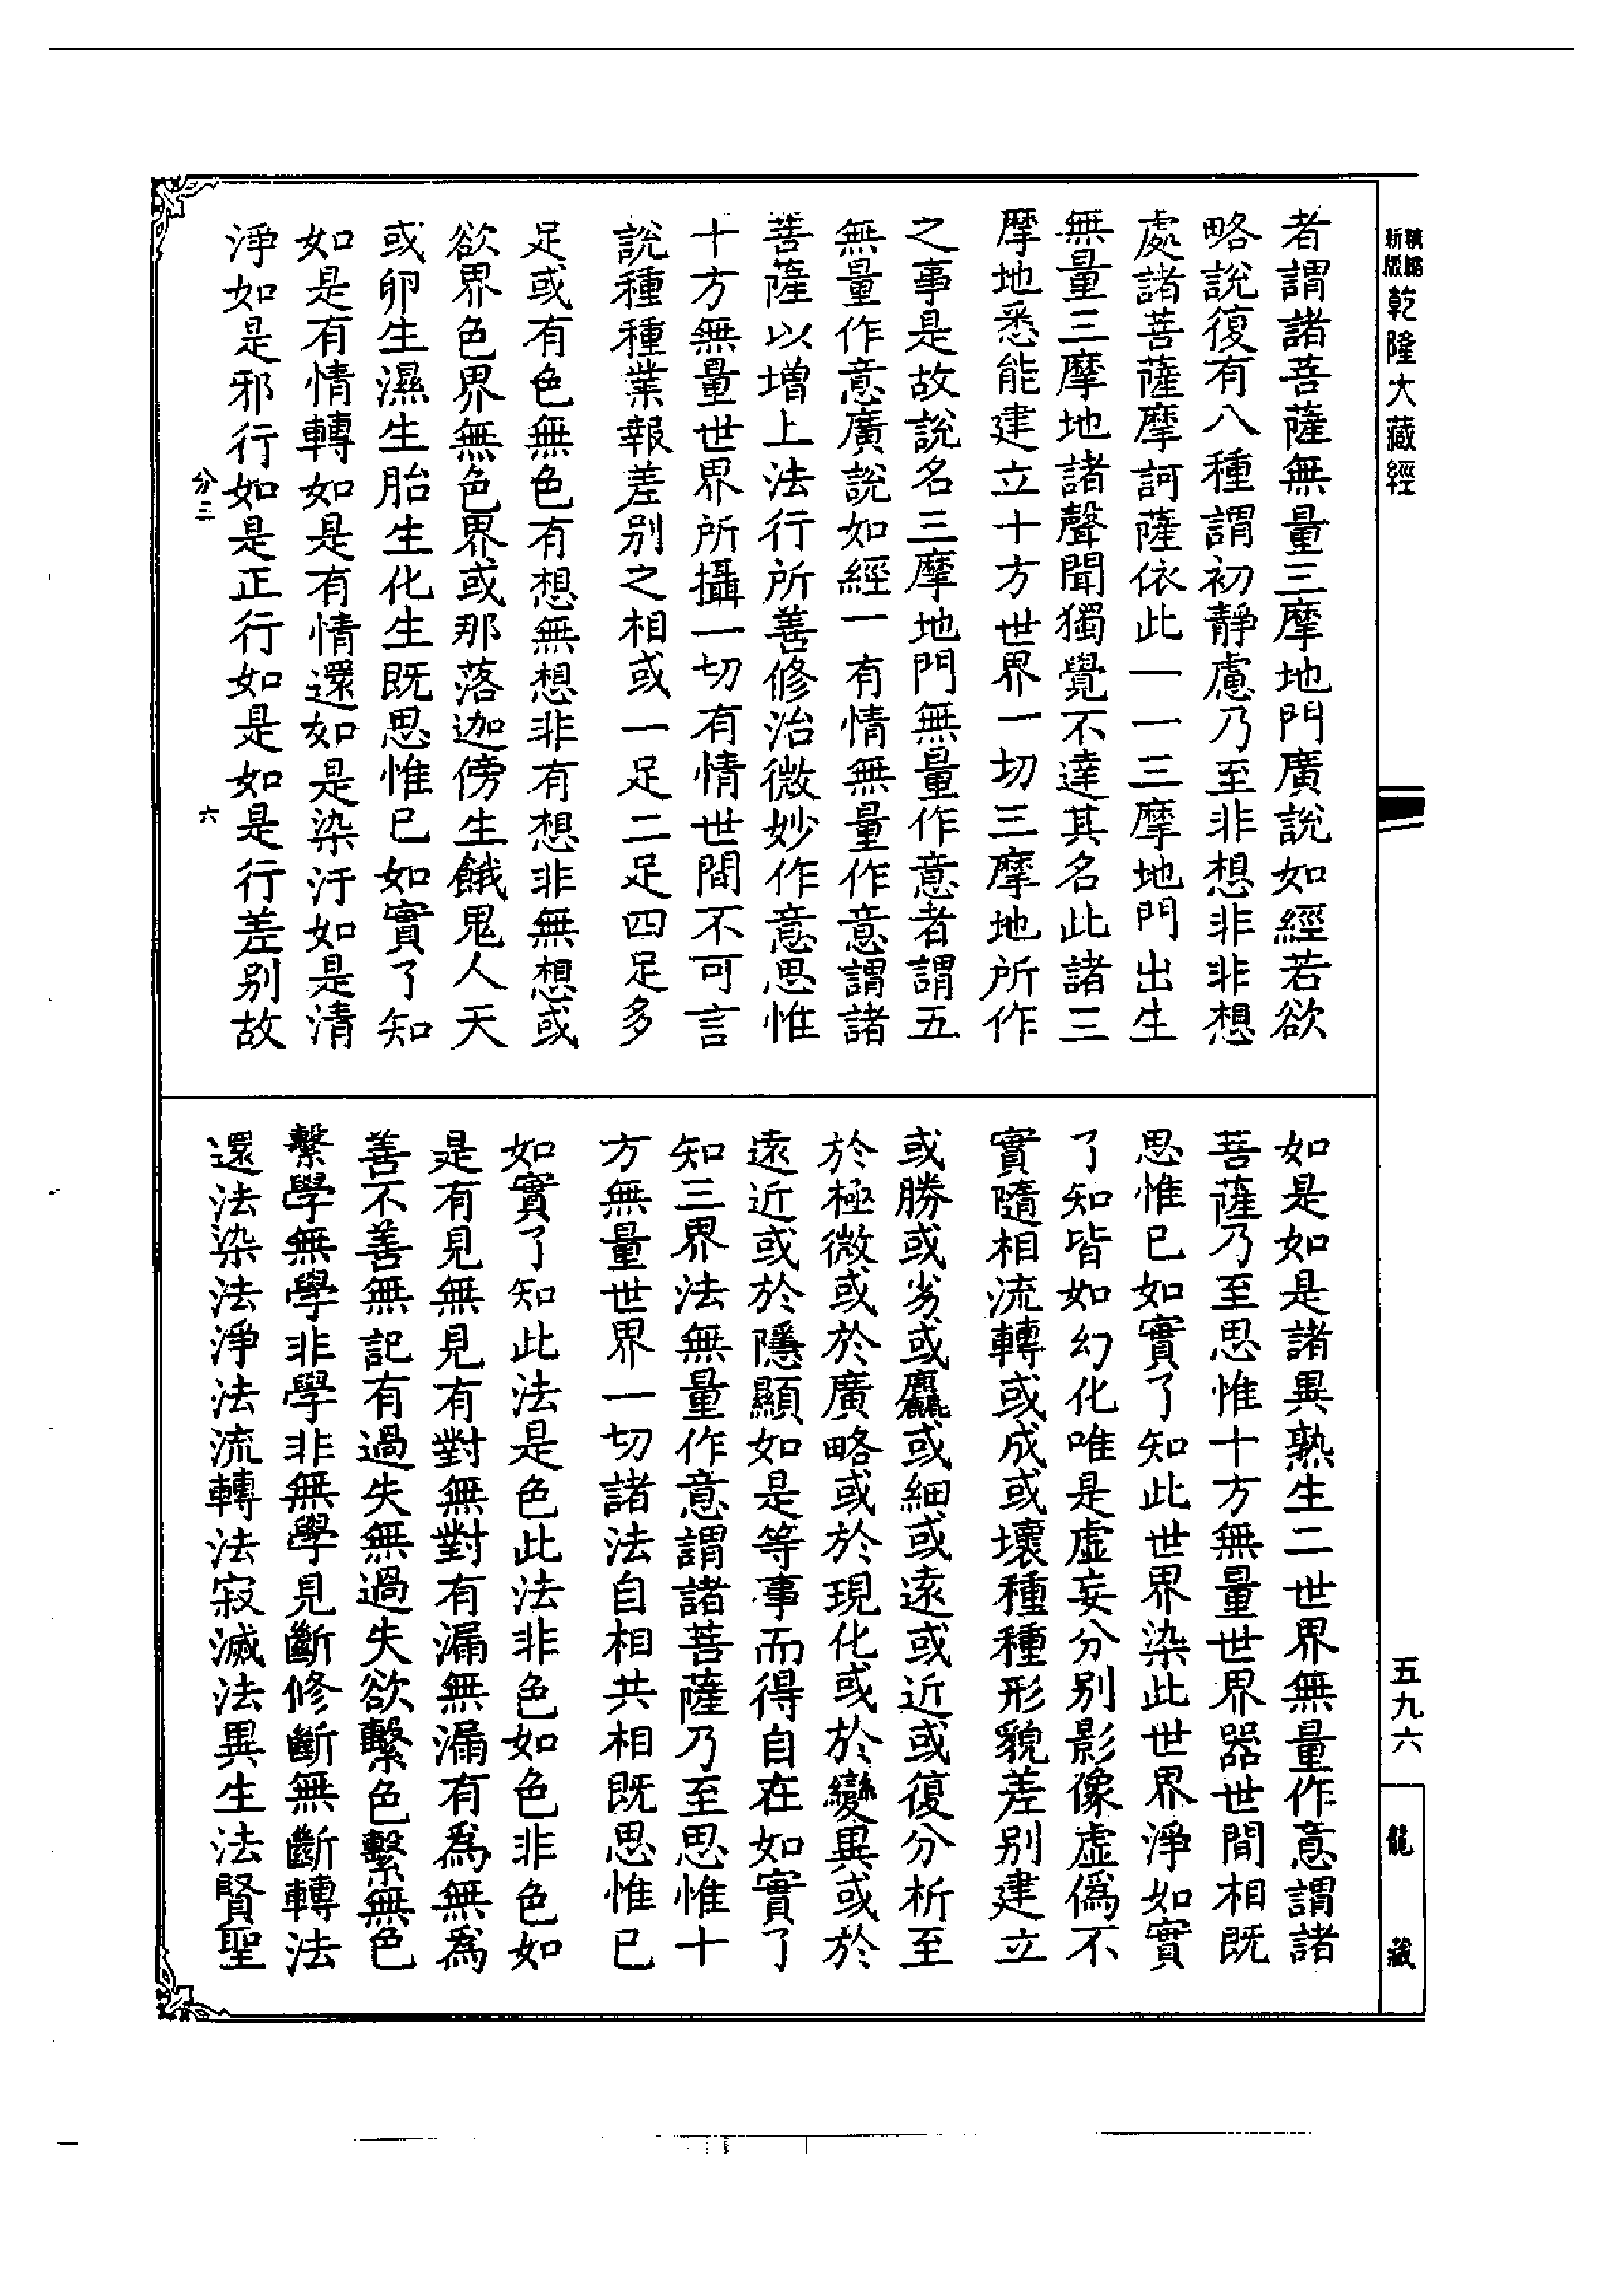 新版
乾隆大藏經
者謂諸菩薩無量三摩地門廣說如經若欲
略說復有八種謂初靜慮乃至非想非非想
處諸菩薩摩訶薩依此一一三摩地門出生
無量三摩地諸聲聞獨覺不達其名此諸三
摩地悉能建立十方世界一切三摩地所作
之事是故說名三摩地門無量作意者謂五
無量作意廣說如經一有情無量作意謂諸
菩薩以增上法行所善修治微妙作意思惟
十方無量世界所攝一切有情世間不可言
說種種業報差別之相或一足二足四足多
足或有色無色有想無想非有想非無想或
欲界色界無色界或那落迦傍生餓鬼人天
或卵生濕生胎生化生既思惟已如實了知
如是有情轉如是有情還如是染汙如是清
淨如是邪行如是正行如是如是行差別故
分三 六
如是如是諸異熟生二世界無量作意謂諸
菩薩乃至思惟十方無量世界器世間相既
思惟已如實了知此世界染此世界淨如實
了知皆如幻化唯是虛妄分別影像虛偽不
實隨相流轉或成或壞種種形貌差別建立
或勝或劣或麤或細或遠或近或復分析至
於極微或於廣略或於現化或於變異或於
遠近或於隱顯如是等事而得自在如實了
知三界法無量作意謂諸菩薩乃至思惟十
方無量世界一切諸法自相共相既思惟已
如實了知此法是色此法非色如色非色如
是有見無見有對無對有漏無漏有為無為
善不善無記有過失無過失欲繫色繫無色
繫學無學非學非無學見斷修斷無斷轉法
還法染法淨法流轉法寂滅法異生法賢聖
五九六
龍藏